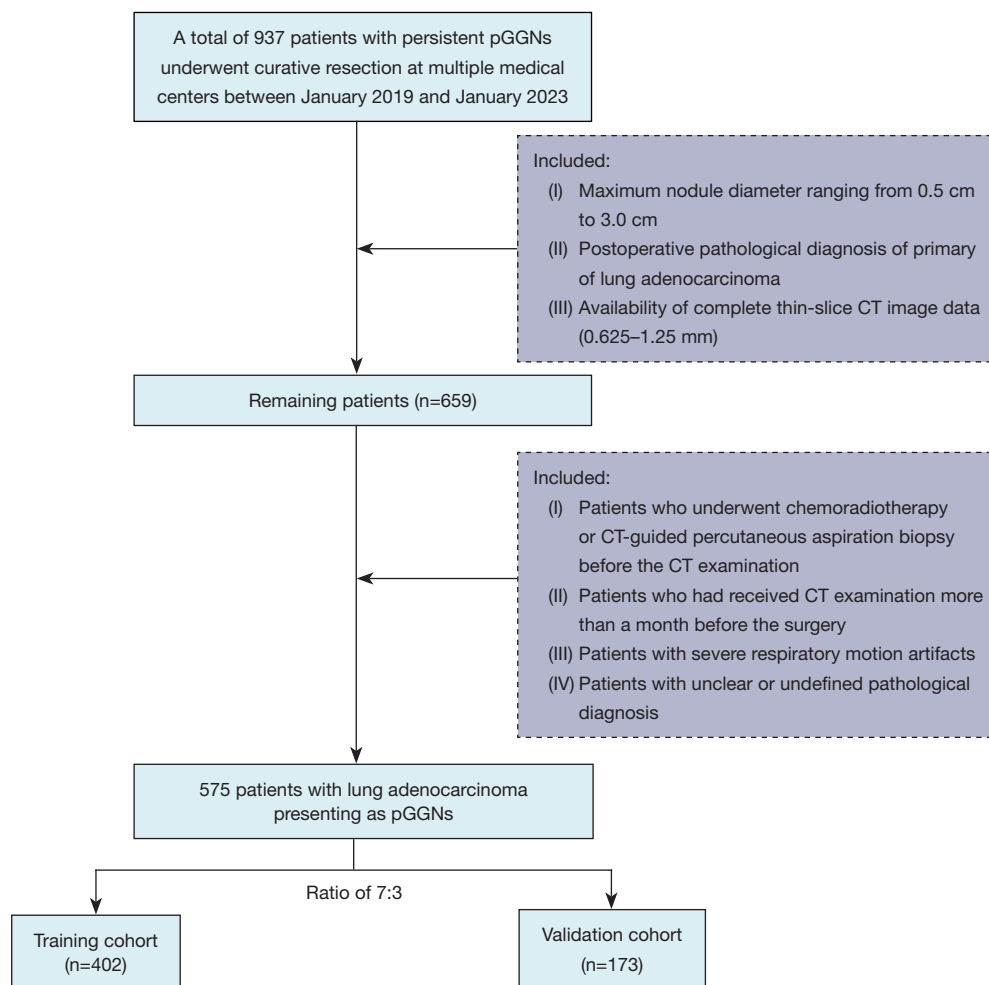 A total of 937 patients with persistent pGGNs
underwent curative resection at multiple medical
centers between January 2019 and January 2023
Included:
(I) Maximum nodule diameter ranging from 0.5 cm
to 3.0 cm
(II) Postoperative pathological diagnosis of primary
of lung adenocarcinoma
(III) Availability of complete thin-slice CT image data
(0.625–1.25 mm)
Remaining patients (n=659)
Included:
(I) Patients who underwent chemoradiotherapy
or CT-guided percutaneous aspiration biopsy
before the CT examination
(II) Patients who had received CT examination more
than a month before the surgery
(III) Patients with severe respiratory motion artifacts
(IV) Patients with unclear or undefined pathological
diagnosis
575 patients with lung adenocarcinoma
presenting as pGGNs
Ratio of 7:3
Training cohort
(n=402)
Validation cohort
(n=173)